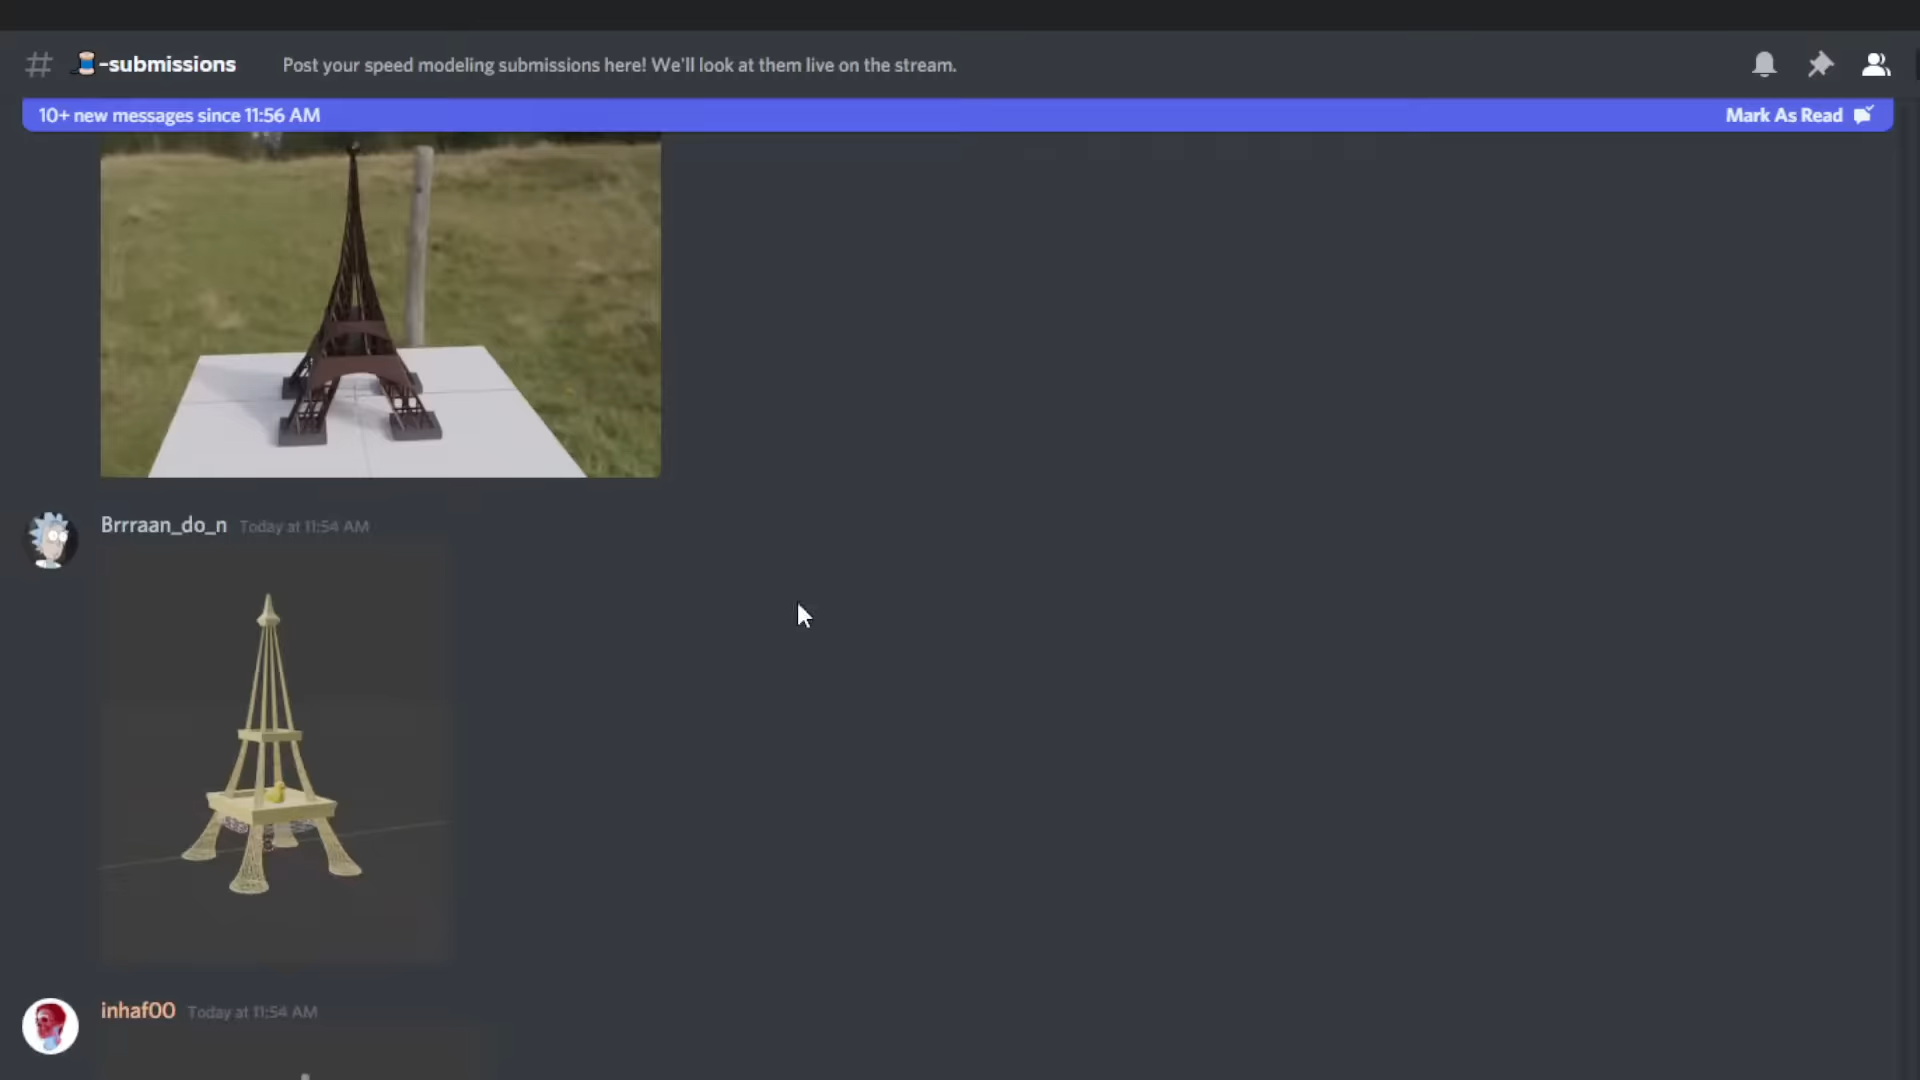 -submissions
Post your speed modeling submissions here! We'll look at them live on the stream.
10+ new messages since 11:56 AM
Mark As Read
Brrraan_do_n Today at 11:54 AM
inhaf00 Today at 11:54 AM